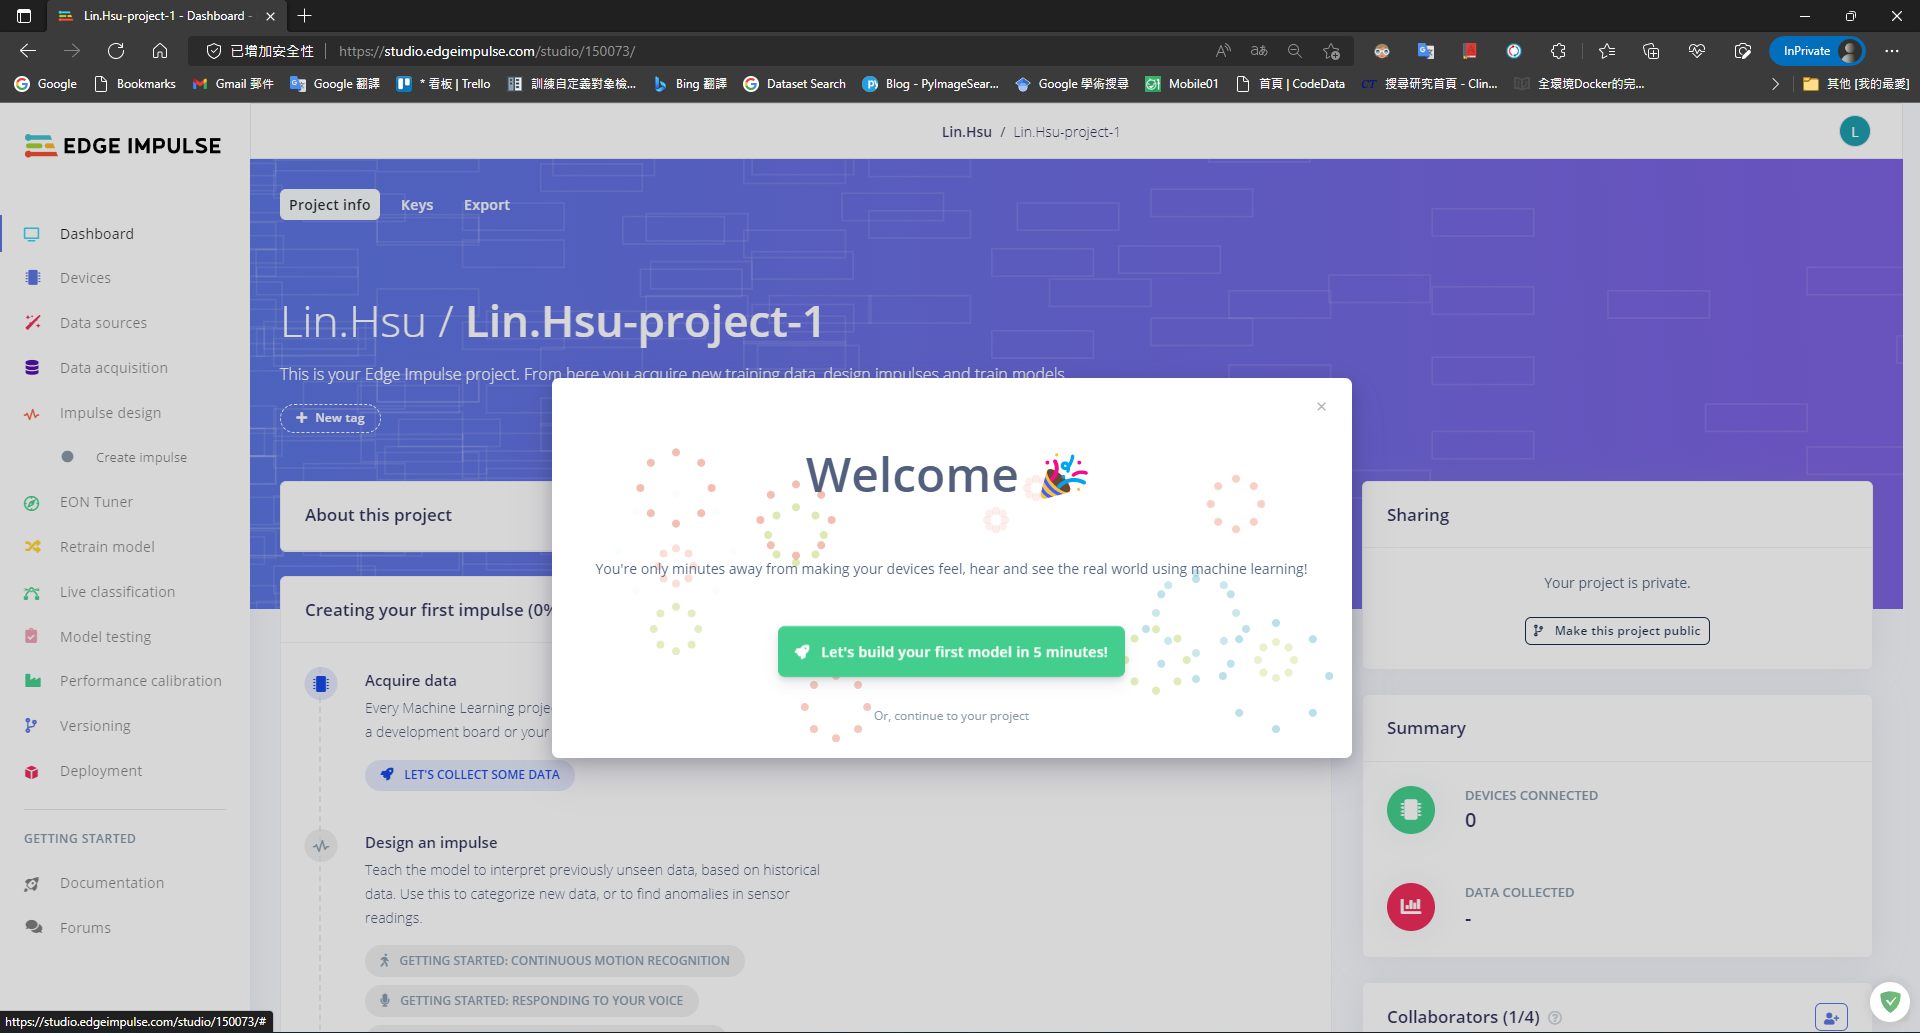 Lin.Hsu-project-1 - Dashboard -
已增加安全性
https://studio.edgeimpulse.com/studio/150073/
InPrivate
Google
Bookmarks
Gmail 郵件
Google 翻譯
* 看板 | Trello
訓練自定義對象檢...
Bing 翻譯
Dataset Search
Blog - PyImageSear...
Google 學術搜尋
Mobile01
首頁 | CodeData
搜尋研究首頁 - Clin...
全環境Docker的完...
其他 [我的最愛]
EDGE IMPULSE
Lin.Hsu / Lin.Hsu-project-1
L
Project info
Keys
Export
Dashboard
Devices
Data sources
Data acquisition
Impulse design
Create impulse
EON Tuner
Retrain model
Live classification
Model testing
Performance calibration
Versioning
Deployment
GETTING STARTED
Documentation
Forums
https://studio.edgeimpulse.com/studio/150073/#
Lin.Hsu / Lin.Hsu-project-1
This is your Edge Impulse project. From here you acquire new training data, design impulses and train models.
+ New tag
About this project
Creating your first impulse (0%
Acquire data
Every Machine Learning proje
a development board or your
LET'S COLLECT SOME DATA
Design an impulse
Teach the model to interpret previously unseen data, based on historical
data. Use this to categorize new data, or to find anomalies in sensor
readings.
GETTING STARTED: CONTINUOUS MOTION RECOGNITION
GETTING STARTED: RESPONDING TO YOUR VOICE
×
Welcome
You're only minutes away from making your devices feel, hear and see the real world using machine learning!
Let's build your first model in 5 minutes!
Or, continue to your project
Sharing
Your project is private.
Make this project public
Summary
DEVICES CONNECTED
0
DATA COLLECTED
-
Collaborators (1/4)